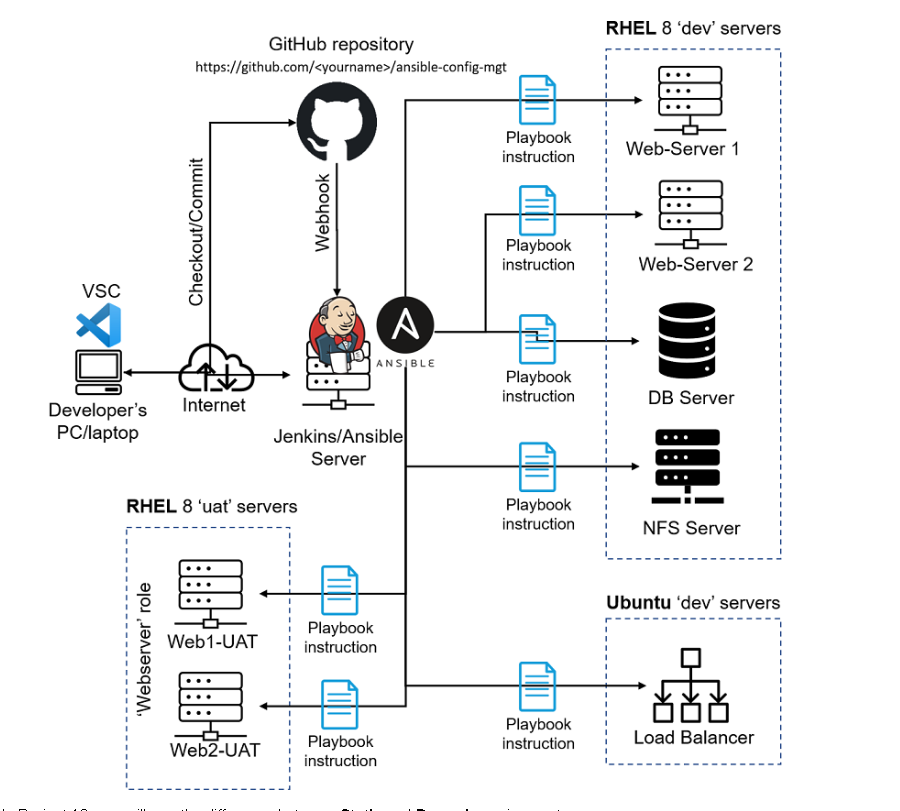 RHEL 8 ‘dev’ servers
GitHub repository
https://github.com/<yourname>/ansible-config-mgt
Playbook
instruction
Web-Server 1
Checkout/Commit
Webhook
Playbook
instruction
Web-Server 2
VSC
ANSIBLE
Playbook
instruction
DB Server
Developer’s
PC/laptop
Internet
Jenkins/Ansible
Server
Playbook
instruction
NFS Server
RHEL 8 ‘uat’ servers
‘Webserver’ role
Web1-UAT
Playbook
instruction
Web2-UAT
Playbook
instruction
Ubuntu ‘dev’ servers
Playbook
instruction
Load Balancer